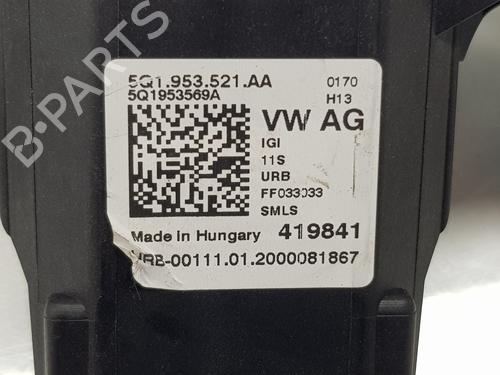 5Q1.953.521.AA 0170
5Q1953569A H13
VW AG
IGI
11S
URB
FF033033
SMLS
Made in Hungary 419841
URB-00111.01.2000081867
B-PARTS